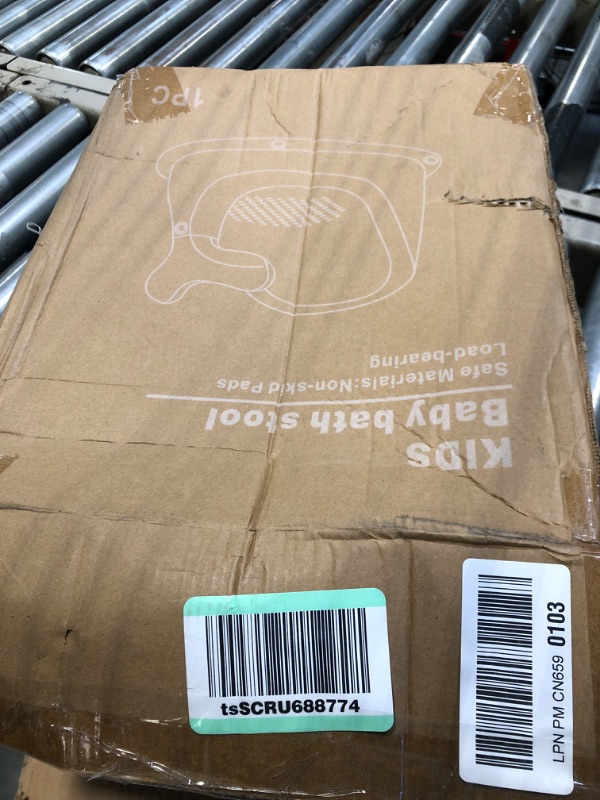 KIDS
Baby bath stool
Safe Materials:Non-skid Pads
Load-bearing
1PC
tsSCRU688774
LPN PM CN659 0103